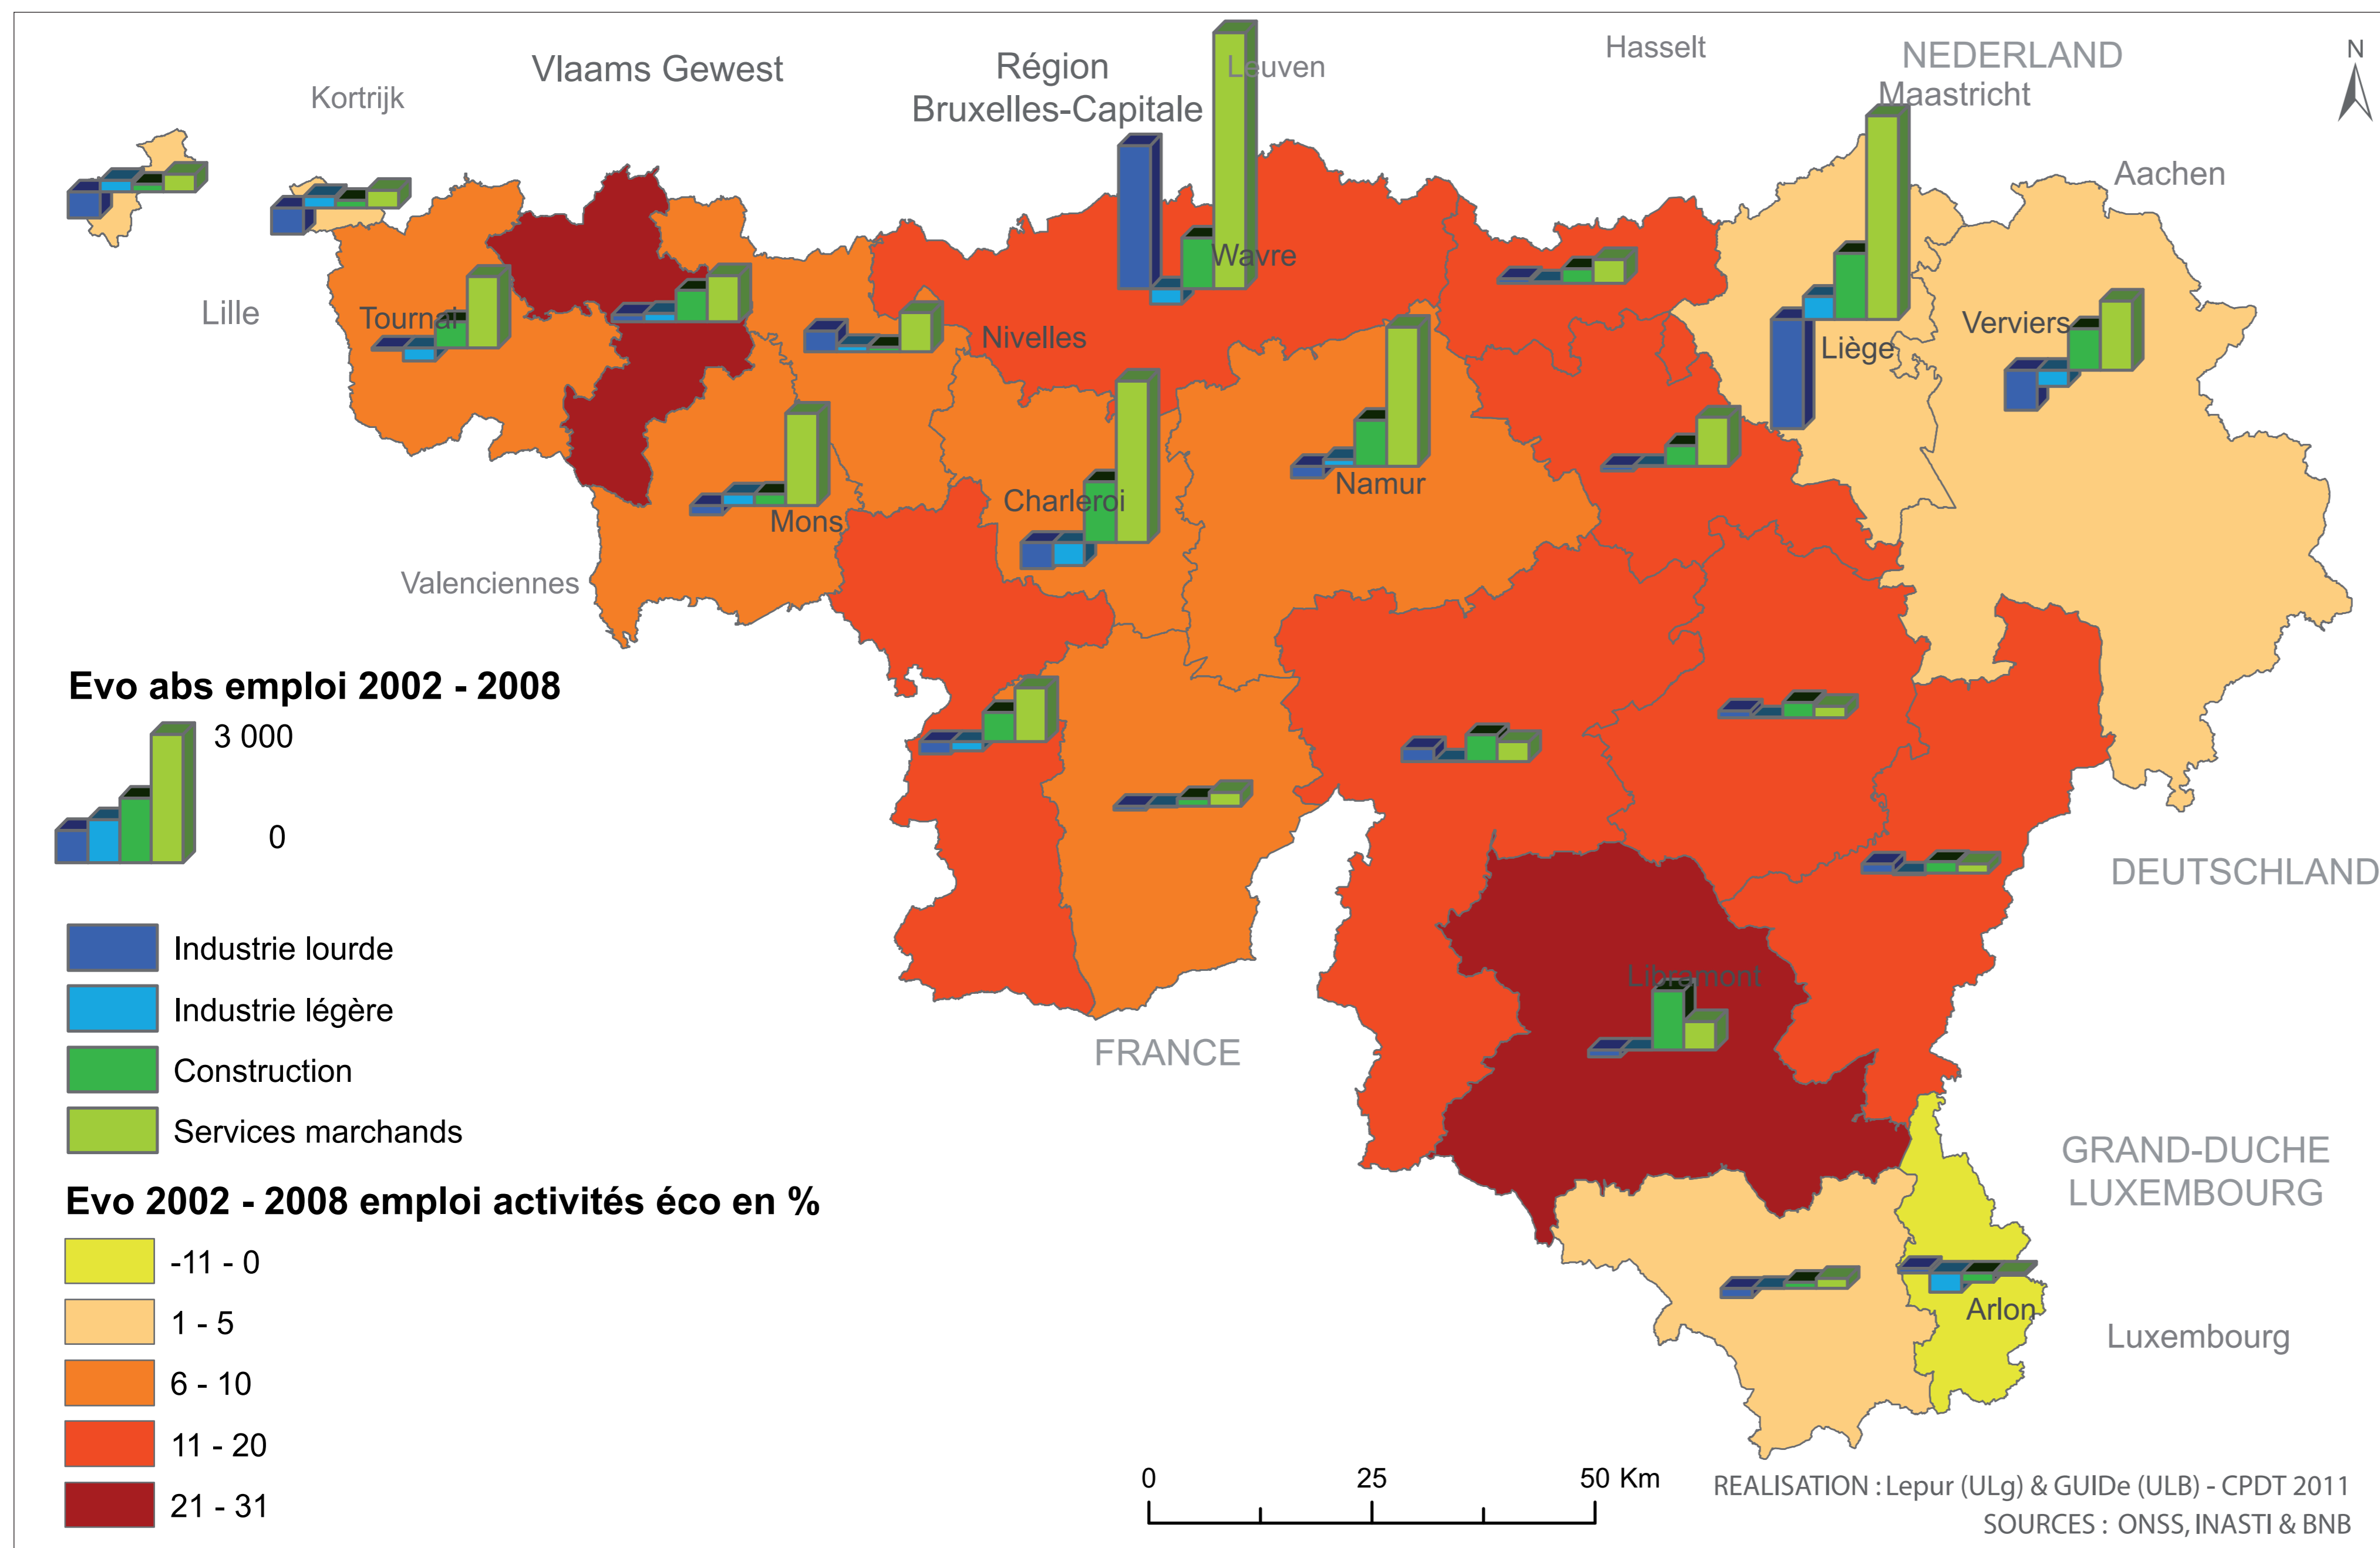 Vlaams Gewest
Région
Bruxelles-Capitale
Leuven
Hasselt
NEDERLAND
Maastricht
N
Kortrijk
Aachen
Wavre
Lille
Tournai
Nivelles
Liège
Verviers
Mons
Charleroi
Namur
Valenciennes
Evo abs emploi 2002 - 2008
3 000
0
Industrie lourde
Industrie légère
Construction
Services marchands
DEUTSCHLAND
Libramont
FRANCE
GRAND-DUCHE
LUXEMBOURG
Arlon
Luxembourg
Evo 2002 - 2008 emploi activités éco en %
-11 - 0
1 - 5
6 - 10
11 - 20
21 - 31
0 25 50 Km
REALISATION : Lepur (ULg) & GUIDe (ULB) - CPDT 2011
SOURCES : ONSS, INASTI & BNB